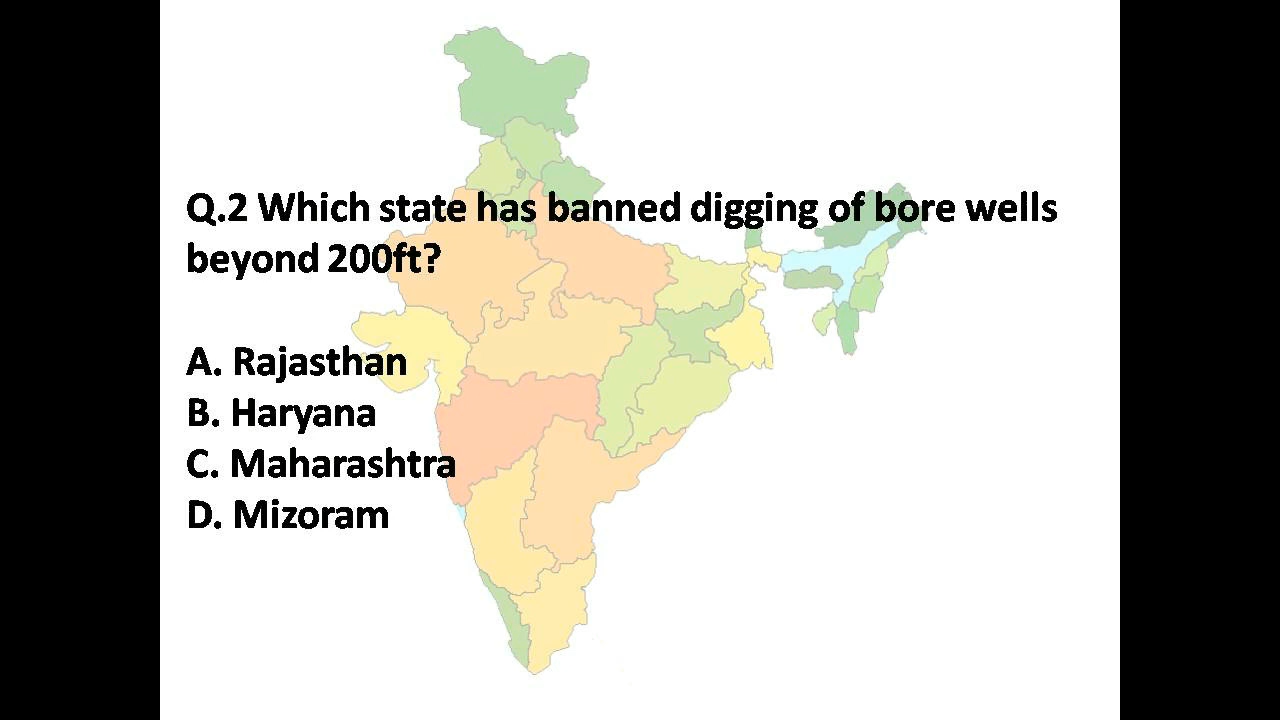 Q.2 Which state has banned digging of bore wells
beyond 200ft?
A. Rajasthan
B. Haryana
C. Maharashtra
D. Mizoram